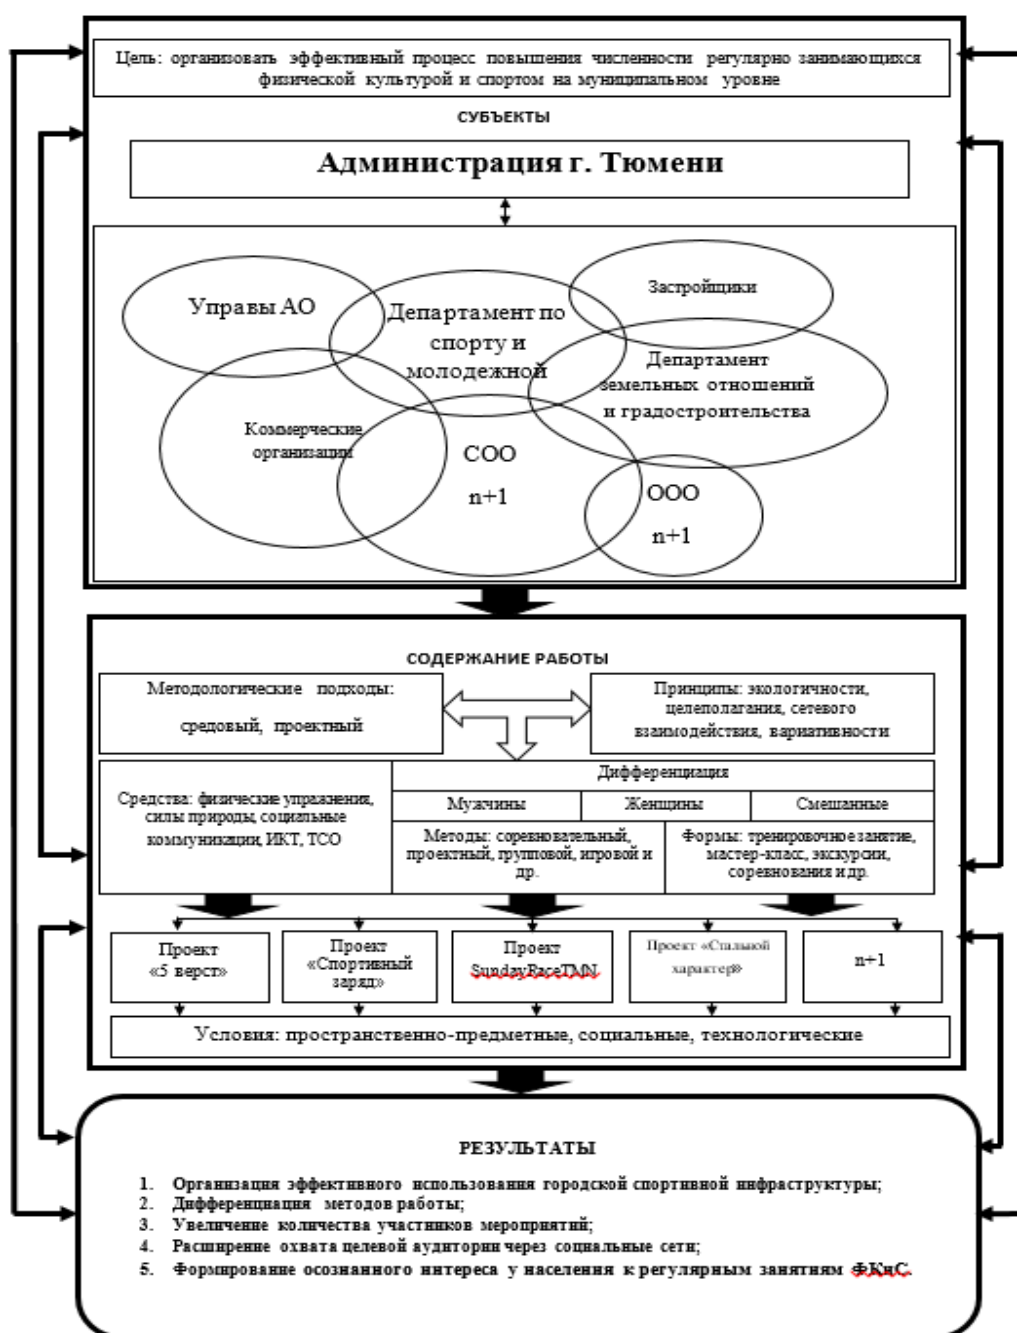 Цель: организовать эффективный процесс повышения численности регулярно занимающихся
физической культурой и спортом на муниципальном уровне
СУБЪЕКТЫ
Администрация г. Тюмени
Управы АО
Департамент по
спорту и
молодежной
Застройщики
Департамент
земельных отношений
и градостроительства
Коммерческие
организации
СОО
n+1
ООО
n+1
СОДЕРЖАНИЕ РАБОТЫ
Методологические подходы:
средовый, проектный
Принципы: экологичности,
целеполагания, сетевого
взаимодействия, вариативности
Средства: физические упражнения,
силы природы, социальные
коммуникации, ИКТ, ТСО
Дифференциация
Мужчины
Женщины
Смешанные
Методы: соревновательный,
проектный, групповой, игровой и
др.
Формы: тренировочное занятие,
мастер-класс, экскурсии,
соревнования и др.
Проект
«5 верст»
Проект
«Спортивный
заряд»
Проект
SundayRaceTMN
Проект «Стальной
характер»
n+1
Условия: пространственно-предметные, социальные, технологические
РЕЗУЛЬТАТЫ
1. Организация эффективного использования городской спортивной инфраструктуры;
2. Дифференциация методов работы;
3. Увеличение количества участников мероприятий;
4. Расширение охвата целевой аудитории через социальные сети;
5. Формирование осознанного интереса у населения к регулярным занятиям ФКиС.